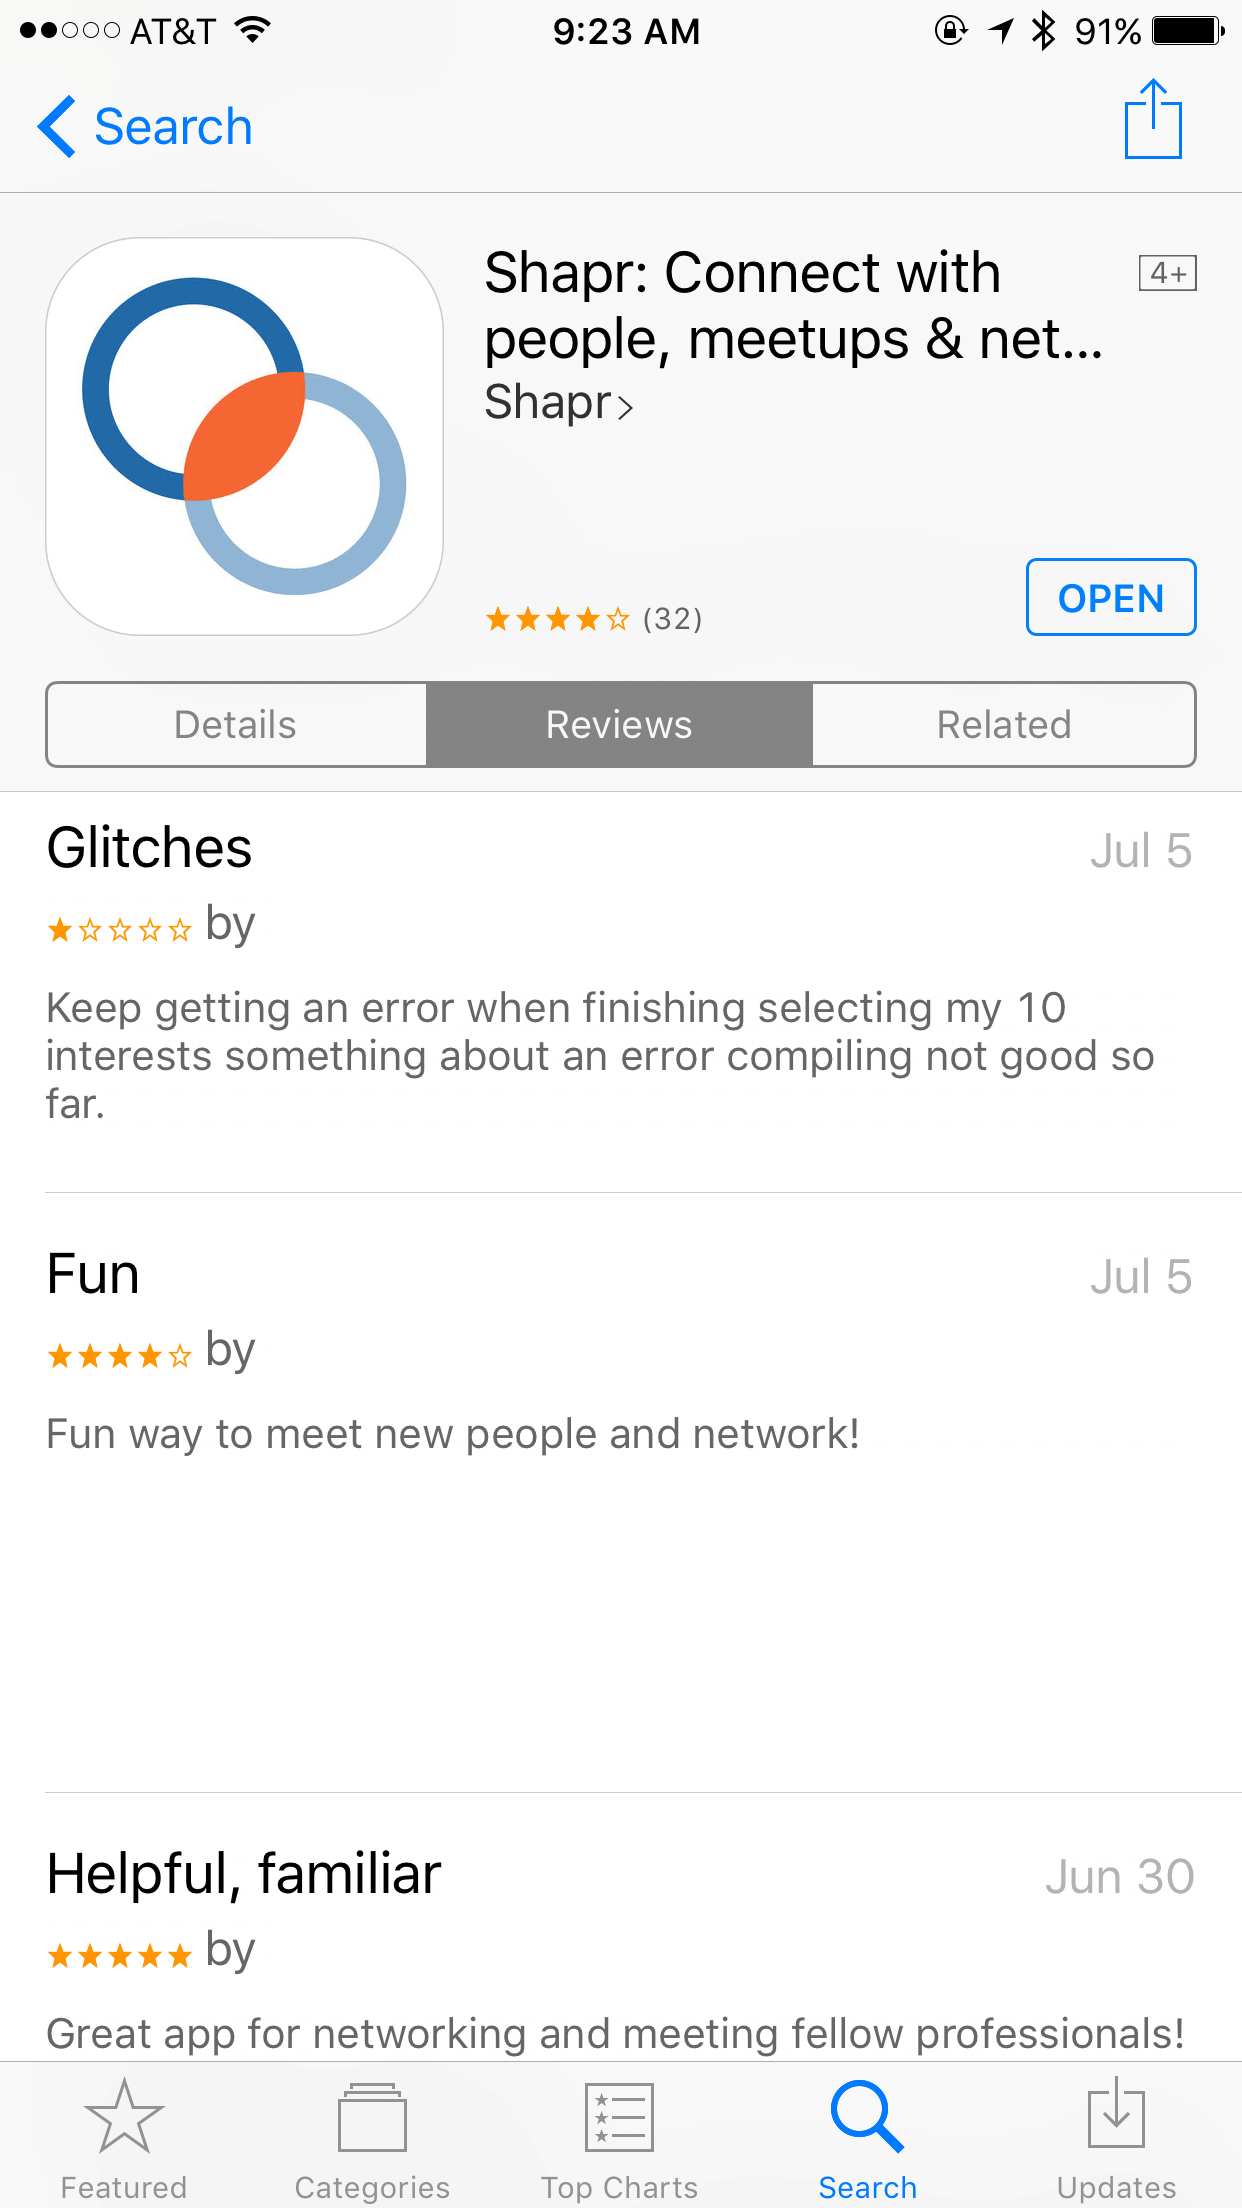 AT&T 9:23 AM 91%
Search
Shapr: Connect with 4+
people, meetups & net...
Shapr
(32)
OPEN
Details Reviews Related
Glitches Jul 5
by
Keep getting an error when finishing selecting my 10
interests something about an error compiling not good so
far.
Fun Jul 5
by
Fun way to meet new people and network!
Helpful, familiar Jun 30
by
Great app for networking and meeting fellow professionals!
Featured Categories Top Charts Search Updates